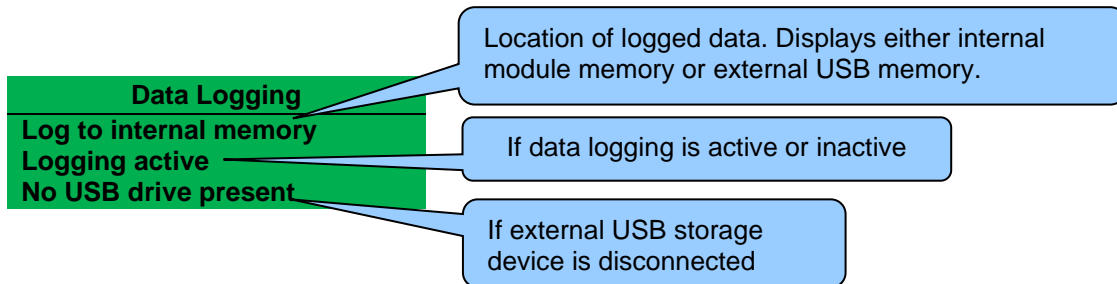 Location of logged data. Displays either internal
module memory or external USB memory.
Data Logging
Log to internal memory
Logging active
No USB drive present
If data logging is active or inactive
If external USB storage
device is disconnected